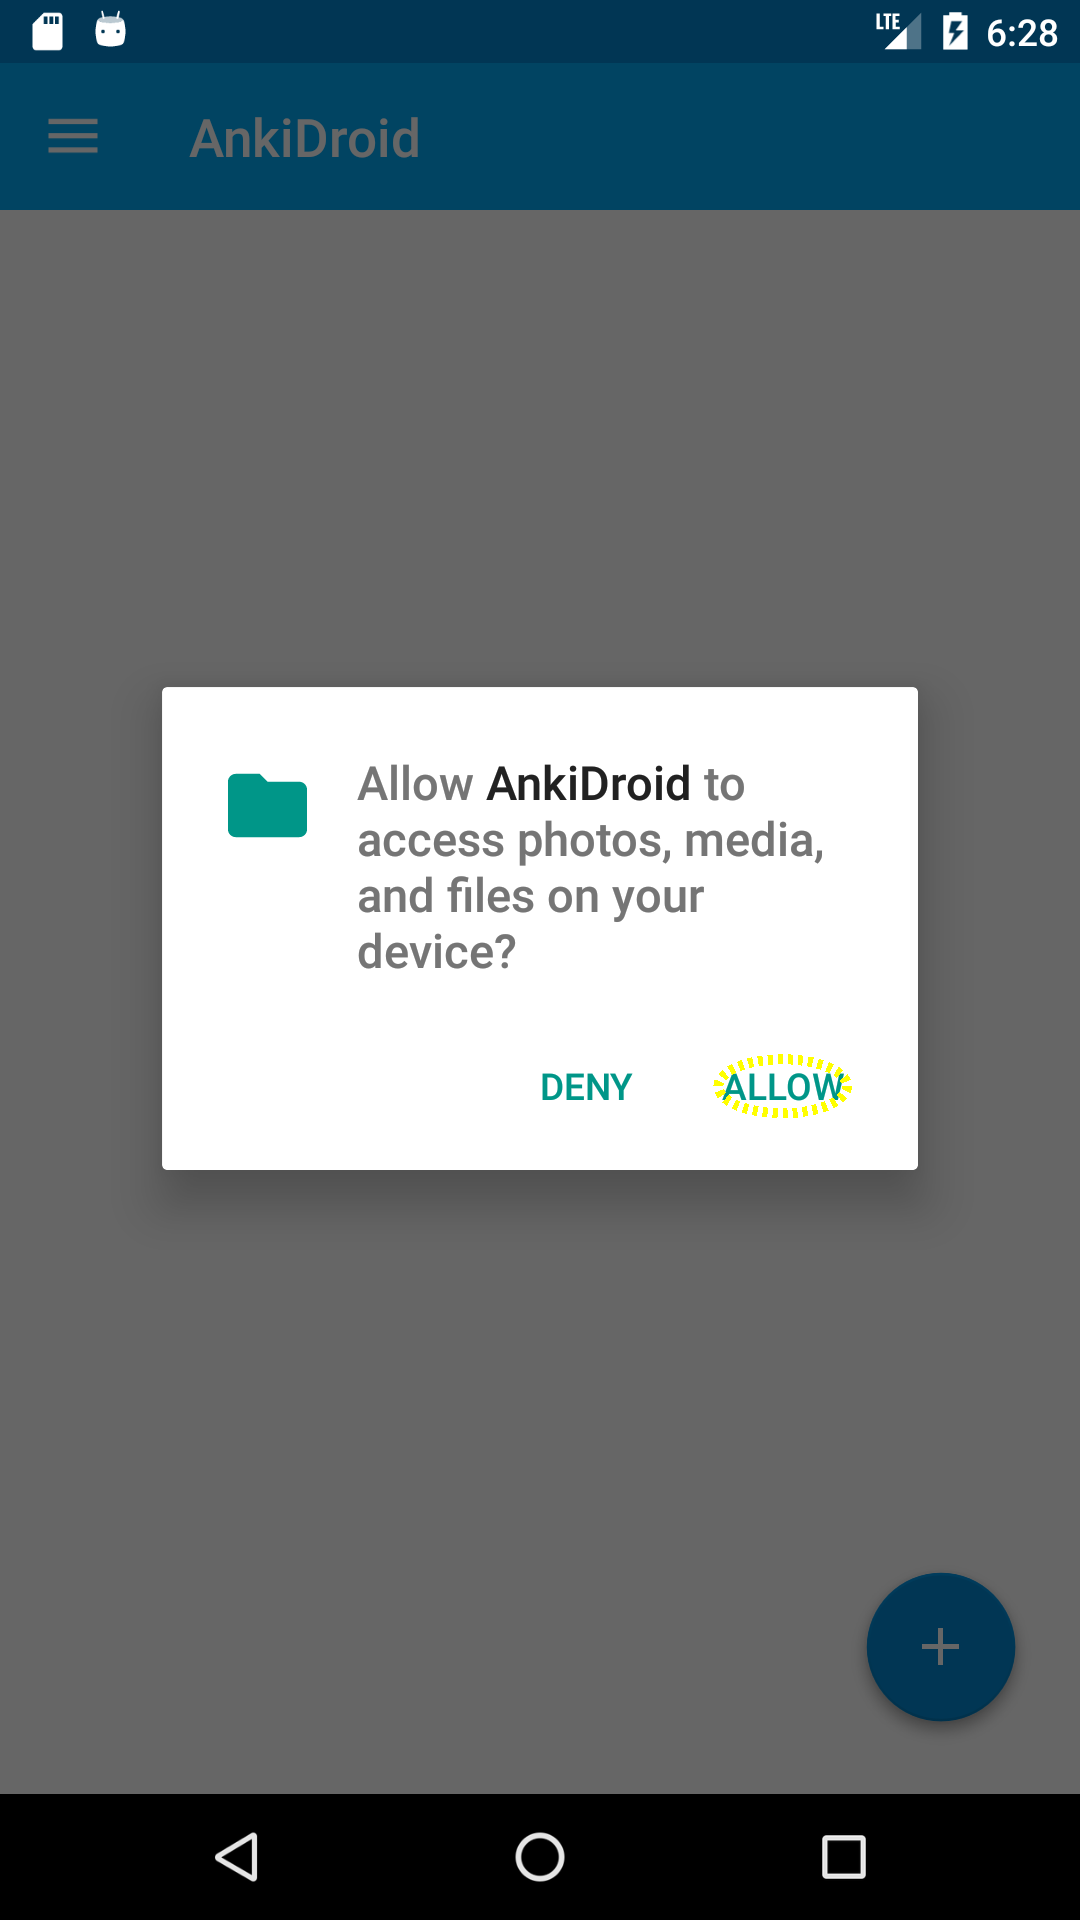 LTE 6:28
AnkiDroid
Allow AnkiDroid to
access photos, media,
and files on your
device?
DENY ALLOW